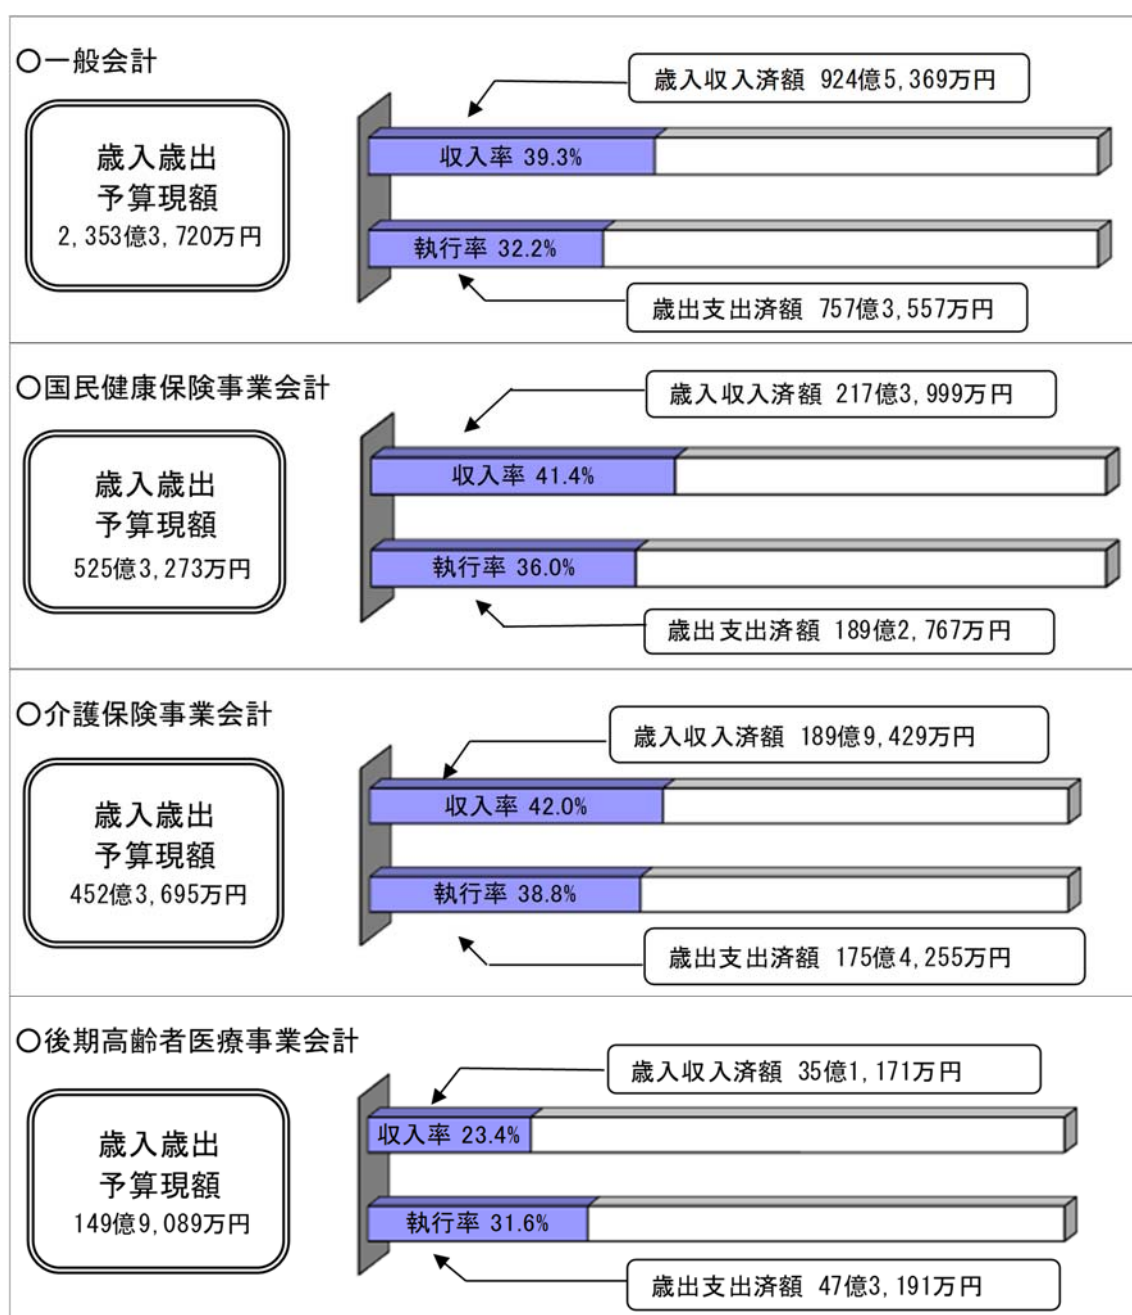 ○一般会計
歳入収入済額 924億5,369万円
歳入歳出
予算現額
2,353億3,720万円
収入率 39.3%
執行率 32.2%
歳出支出済額 757億3,557万円
○国民健康保険事業会計
歳入収入済額 217億3,999万円
歳入歳出
予算現額
525億3,273万円
収入率 41.4%
執行率 36.0%
歳出支出済額 189億2,767万円
○介護保険事業会計
歳入収入済額 189億9,429万円
歳入歳出
予算現額
452億3,695万円
収入率 42.0%
執行率 38.8%
歳出支出済額 175億4,255万円
○後期高齢者医療事業会計
歳入収入済額 35億1,171万円
歳入歳出
予算現額
149億9,089万円
収入率 23.4%
執行率 31.6%
歳出支出済額 47億3,191万円